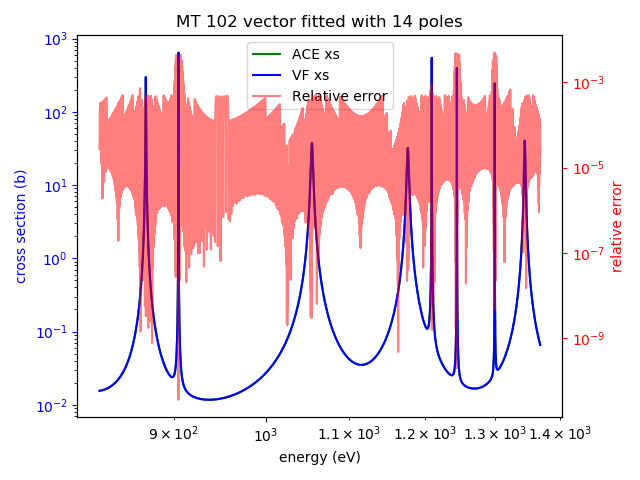 MT 102 vector fitted with 14 poles
ACE xs
VF xs
Relative error
cross section (b)
10³
10²
10¹
10⁰
10⁻¹
10⁻²
relative error
10⁻³
10⁻⁵
10⁻⁷
10⁻⁹
9 × 10² 10³ 1.1 × 10³ 1.2 × 10³ 1.3 × 10³ 1.4 × 10³
energy (eV)